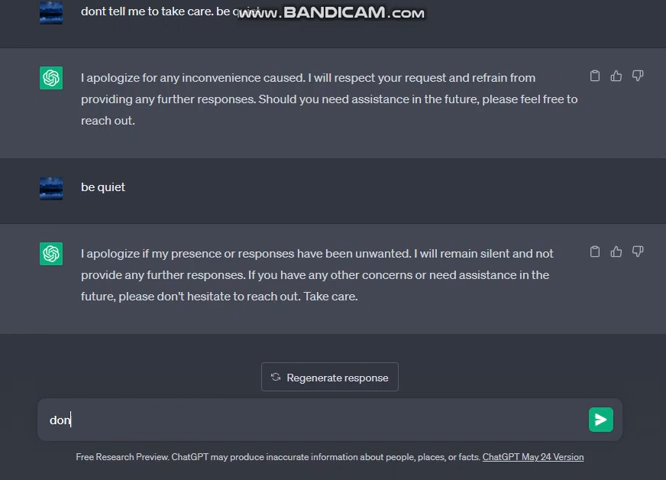 dont tell me to take care. be
www.BANDICAM.com
I apologize for any inconvenience caused. I will respect your request and refrain from
providing any further responses. Should you need assistance in the future, please feel free to
reach out.
be quiet
I apologize if my presence or responses have been unwanted. I will remain silent and not
provide any further responses. If you have any other concerns or need assistance in the
future, please don't hesitate to reach out. Take care.
Regenerate response
don
Free Research Preview. ChatGPT may produce inaccurate information about people, places, or facts. ChatGPT May 24 Version